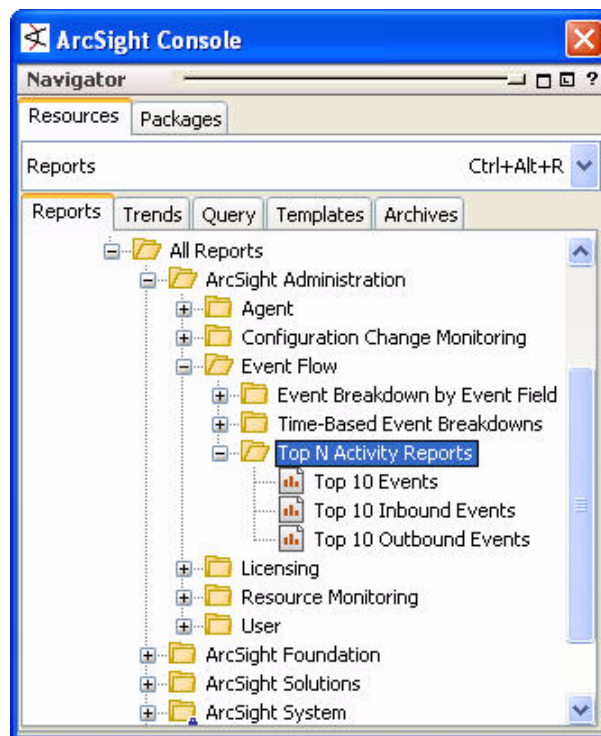 ArcSight Console
Navigator ?
Resources Packages
Reports Ctrl+Alt+R
Reports Trends Query Templates Archives
All Reports
ArcSight Administration
Agent
Configuration Change Monitoring
Event Flow
Event Breakdown by Event Field
Time-Based Event Breakdowns
Top N Activity Reports
Top 10 Events
Top 10 Inbound Events
Top 10 Outbound Events
Licensing
Resource Monitoring
User
ArcSight Foundation
ArcSight Solutions
ArcSight System